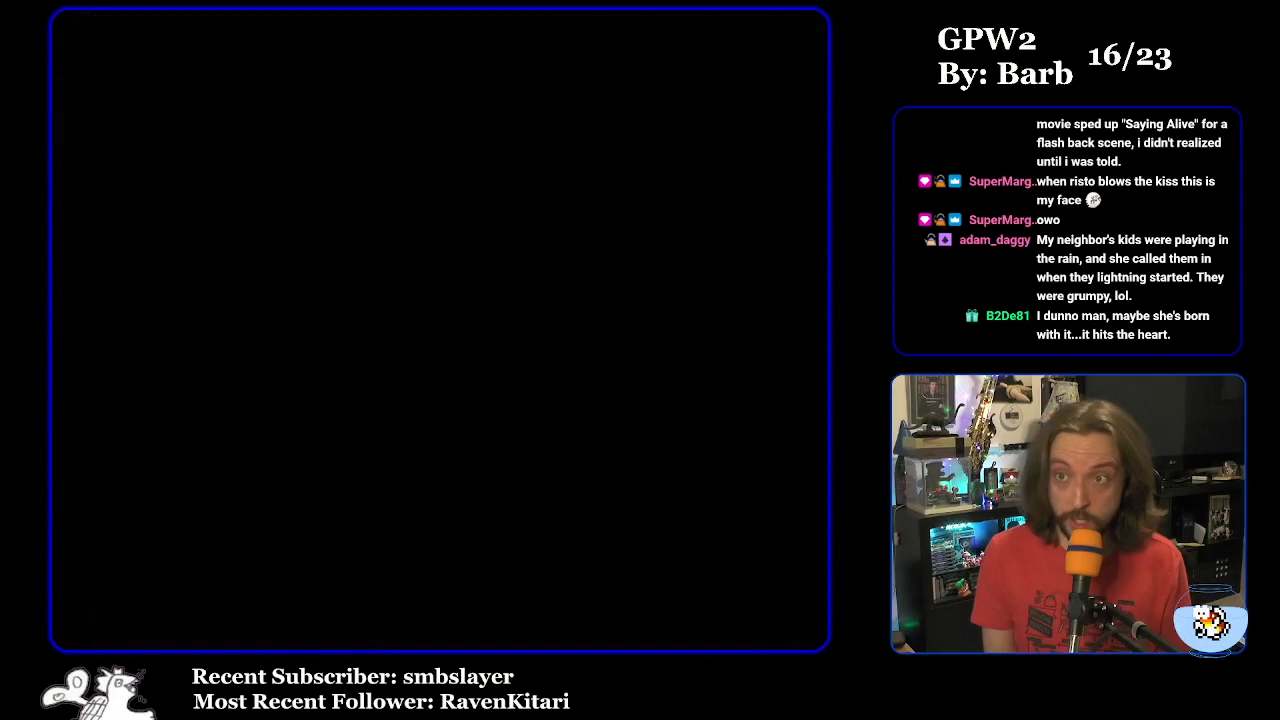 GPW2
By: Barb
16/23
movie sped up "Saying Alive" for a
flash back scene, i didn't realized
until i was told.
SuperMarg..when risto blows the kiss this is
my face
SuperMarg..owo
adam_daggy My neighbor's kids were playing in
the rain, and she called them in
when they lightning started. They
were grumpy, lol.
B2De81 I dunno man, maybe she's born
with it...it hits the heart.
Recent Subscriber: smbslayer
Most Recent Follower: RavenKitari